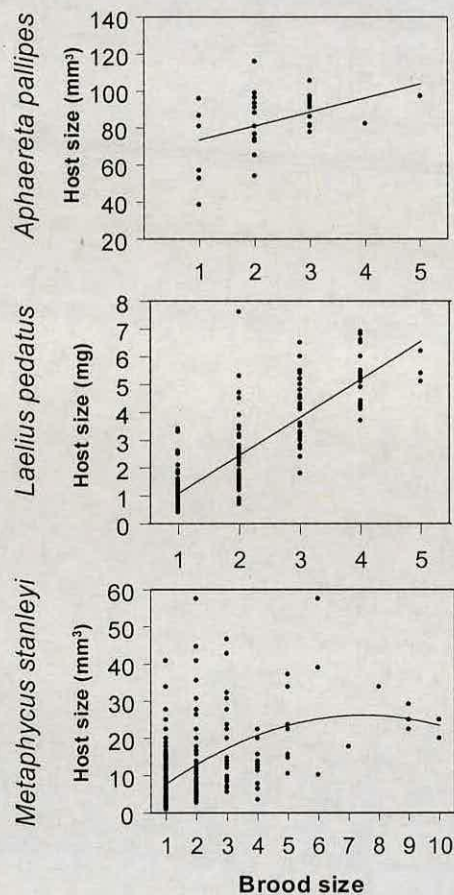 Aphaereta pallipes
Host size (mm³)
140
120
100
80
60
40
20
1 2 3 4 5
Laelius pedatus
Host size (mg)
8
7
6
5
4
3
2
1
0
1 2 3 4 5
Metaphycus stanleyi
Host size (mm³)
60
50
40
30
20
10
0
1 2 3 4 5 6 7 8 9 10
Brood size